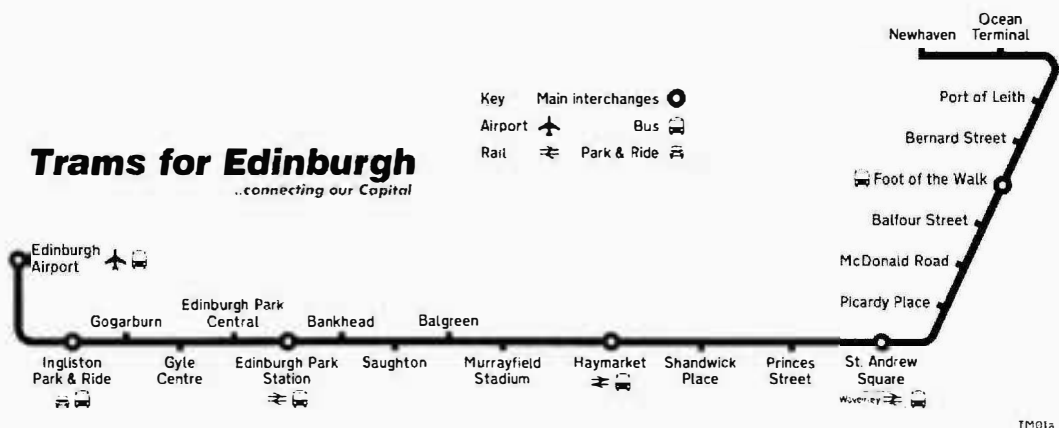 Ocean
Newhaven Terminal
Key Main interchanges
Port of Leith
Airport Bus
Bernard Street
Rail Park & Ride
Trams for Edinburgh
..connecting our Capital
Foot of the Walk
Balfour Street
Edinburgh
Airport
McDonald Road
Picardy Place
Edinburgh Park
Gogarburn Central Bankhead Balgreen
Ingliston Gyle Edinburgh Park Saughton Murrayfield Haymarket Shandwick Princes St. Andrew
Park & Ride Centre Station Stadium Place Street Square
Waverley
TM01a